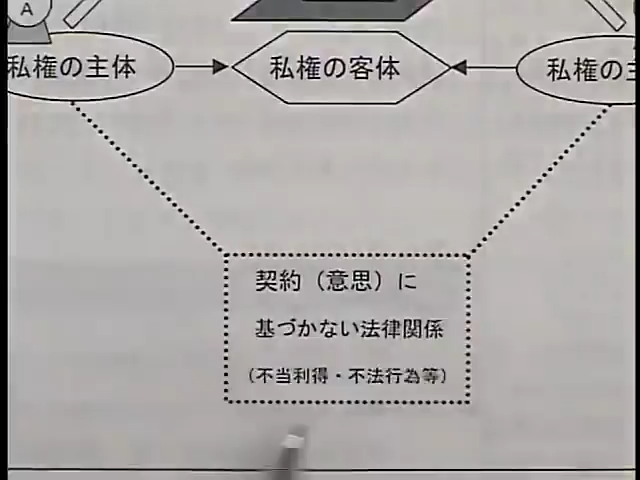 A
私権の主体
私権の客体
私権の
契約（意思）に
基づかない法律関係
（不当利得・不法行為等）